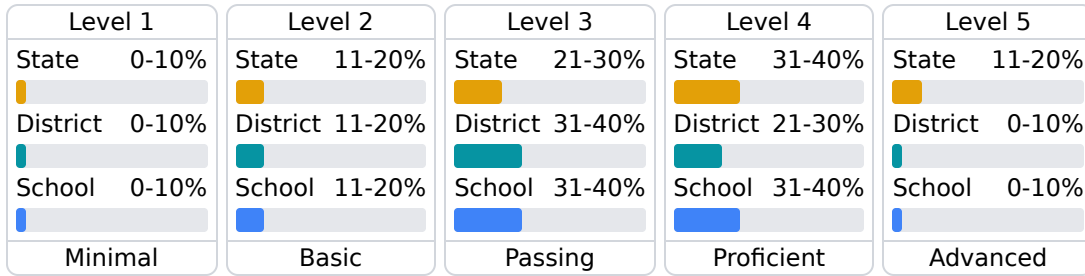 Level 1
State 0-10%
District 0-10%
School 0-10%
Minimal
Level 2
State 11-20%
District 11-20%
School 11-20%
Basic
Level 3
State 21-30%
District 31-40%
School 31-40%
Passing
Level 4
State 31-40%
District 21-30%
School 31-40%
Proficient
Level 5
State 11-20%
District 0-10%
School 0-10%
Advanced